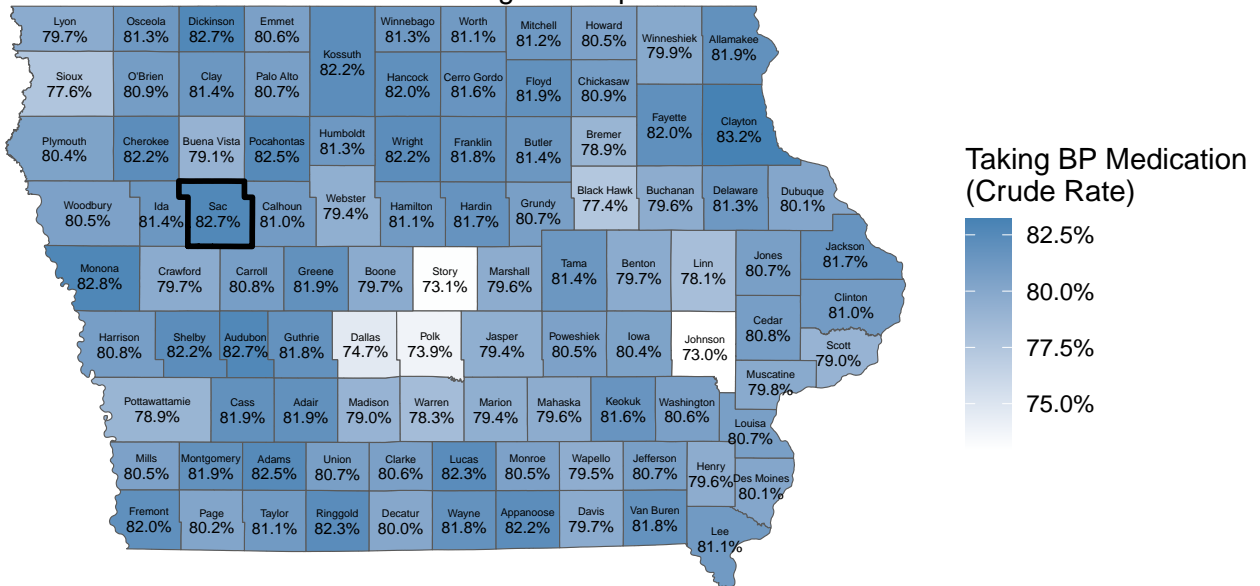 Lyon
79.7%
Osceola
81.3%
Dickinson
82.7%
Emmet
80.6%
Kossuth
82.2%
Winnebago
81.3%
Worth
81.1%
Mitchell
81.2%
Howard
80.5%
Winneshiek
79.9%
Allamakee
81.9%
Sioux
77.6%
O'Brien
80.9%
Clay
81.4%
Palo Alto
80.7%
Hancock
82.0%
Cerro Gordo
81.6%
Floyd
81.9%
Chickasaw
80.9%
Fayette
82.0%
Clayton
83.2%
Plymouth
80.4%
Cherokee
82.2%
Buena Vista
79.1%
Pocahontas
82.5%
Humboldt
81.3%
Wright
82.2%
Franklin
81.8%
Butler
81.4%
Bremer
78.9%
Woodbury
80.5%
Ida
81.4%
Sac
82.7%
Calhoun
81.0%
Webster
79.4%
Hamilton
81.1%
Hardin
81.7%
Grundy
80.7%
Black Hawk
77.4%
Buchanan
79.6%
Delaware
81.3%
Dubuque
80.1%
Monona
82.8%
Crawford
79.7%
Carroll
80.8%
Greene
81.9%
Boone
79.7%
Story
73.1%
Marshall
79.6%
Tama
81.4%
Benton
79.7%
Linn
78.1%
Jones
80.7%
Jackson
81.7%
Clinton
81.0%
Harrison
80.8%
Shelby
82.2%
Audubon
82.7%
Guthrie
81.8%
Dallas
74.7%
Polk
73.9%
Jasper
79.4%
Poweshiek
80.5%
Iowa
80.4%
Johnson
73.0%
Cedar
80.8%
Scott
79.0%
Muscatine
79.8%
Pottawattamie
78.9%
Cass
81.9%
Adair
81.9%
Madison
79.0%
Warren
78.3%
Marion
79.4%
Mahaska
79.6%
Keokuk
81.6%
Washington
80.6%
Louisa
80.7%
Mills
80.5%
Montgomery
81.9%
Adams
82.5%
Union
80.7%
Clarke
80.6%
Lucas
82.3%
Monroe
80.5%
Wapello
79.5%
Jefferson
80.7%
Henry
79.6%
Des Moines
80.1%
Fremont
82.0%
Page
80.2%
Taylor
81.1%
Ringgold
82.3%
Decatur
80.0%
Wayne
81.8%
Appanoose
82.2%
Davis
79.7%
Van Buren
81.8%
Lee
81.1%
Taking BP Medication
(Crude Rate)
82.5%
80.0%
77.5%
75.0%